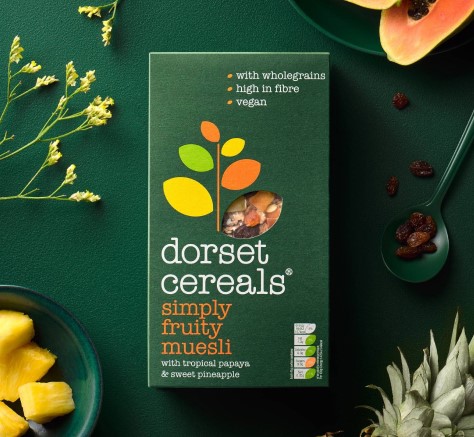 with wholegrains
high in fibre
vegan
dorset
cereals®
simply
fruity
muesli
with tropical papaya
& sweet pineapple